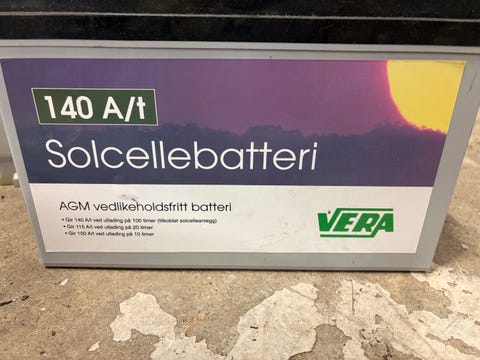 140 A/t
Solcellebatteri
AGM vedlikeholdsfritt batteri
• Gir 140 A/t ved utlading på 100 timer (tilkoblet solcelleanlegg)
• Gir 115 A/t ved utlading på 20 timer
• Gir 100 A/t ved utlading på 10 timer
VERA